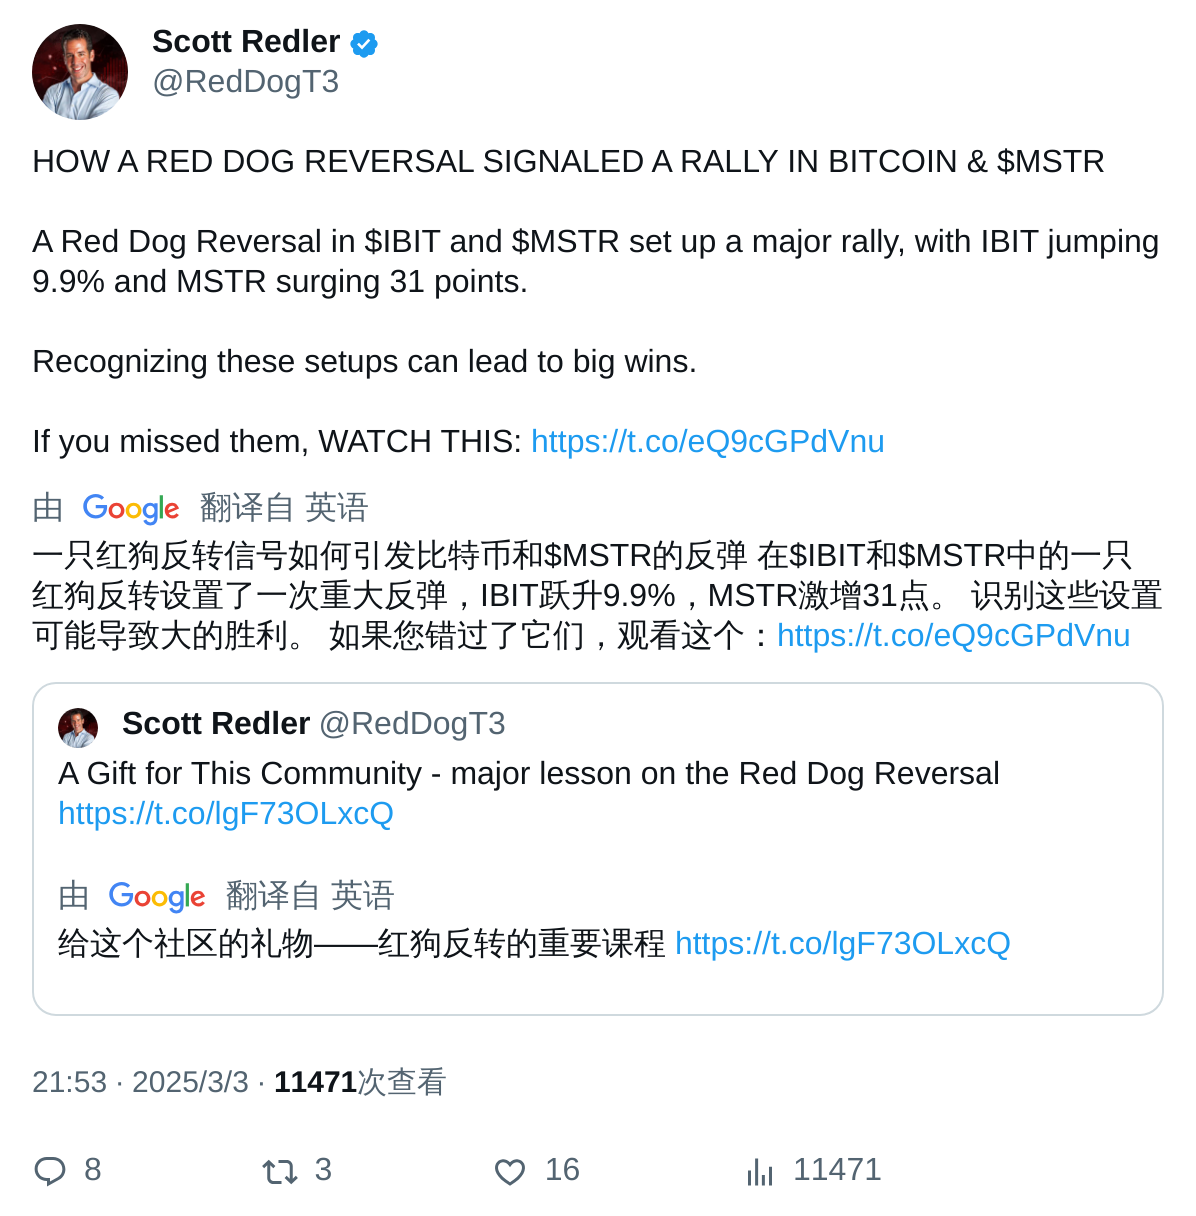 Scott Redler
@RedDogT3
HOW A RED DOG REVERSAL SIGNALED A RALLY IN BITCOIN & $MSTR
A Red Dog Reversal in $IBIT and $MSTR set up a major rally, with IBIT jumping
9.9% and MSTR surging 31 points.
Recognizing these setups can lead to big wins.
If you missed them, WATCH THIS: https://t.co/eQ9cGPdVnu
由 Google 翻译自 英语
一只红狗反转信号如何引发比特币和$MSTR的反弹 在$IBIT和$MSTR中的一只
红狗反转设置了一次重大反弹，IBIT跃升9.9%，MSTR激增31点。 识别这些设置
可能导致大的胜利。 如果您错过了它们，观看这个：https://t.co/eQ9cGPdVnu
Scott Redler @RedDogT3
A Gift for This Community - major lesson on the Red Dog Reversal
https://t.co/lgF73OLxcQ
由 Google 翻译自 英语
给这个社区的礼物——红狗反转的重要课程 https://t.co/lgF73OLxcQ
21:53 · 2025/3/3 · 11471次查看
8 3 16 11471